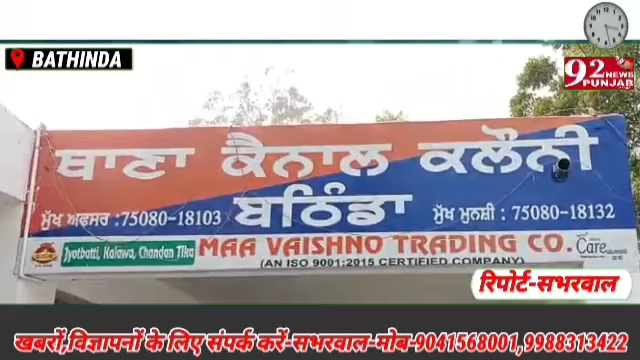 BATHINDA
92 NEWS
PUNJAB
ਥਾਣਾ ਕੈਨਾਲ ਕਲੌਨੀ
ਬਠਿੰਡਾ
ਮੁੱਖ ਅਫਸਰ :75080-18103
ਮੁੱਖ ਮੁਨਸ਼ੀ : 75080-18132
Jyotbatti, Kalawa, Chandan Tika
MAA VAISHNO TRADING CO.
(AN ISO 9001:2015 CERTIFIED COMPANY)
Care
रिपोर्ट-सभरवाल
खबरों,विज्ञापनों के लिए संपर्क करें-सभरवाल-मोब-9041568001,9988313422